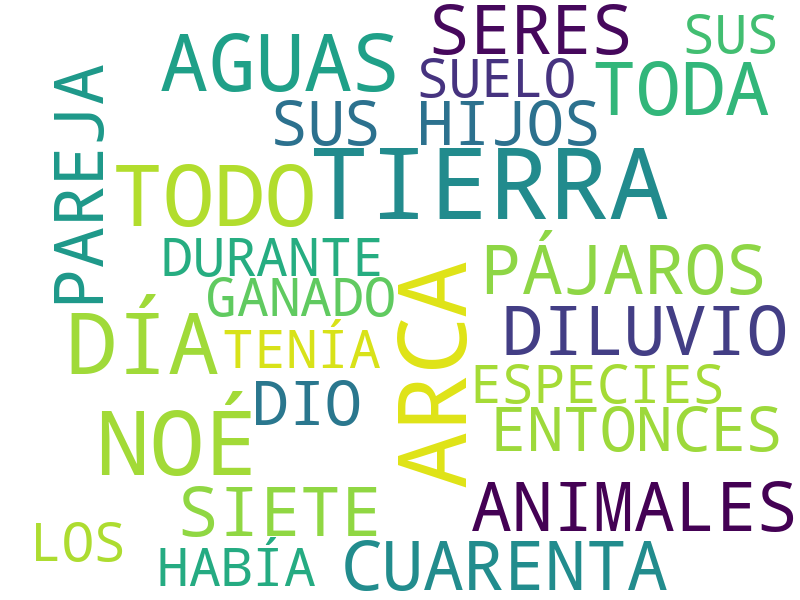 SERES
SUS
AGUAS
SUELO
TODA
PAREJA
SUS HIJOS
TIERRA
TODO
DURANTE
PÁJAROS
GANADO
ARCA
DÍA
TENÍA
DILUVIO
ESPECIES
DIO
NOÉ
ENTONCES
SIETE
ANIMALES
LOS
HABÍA
CUARENTA